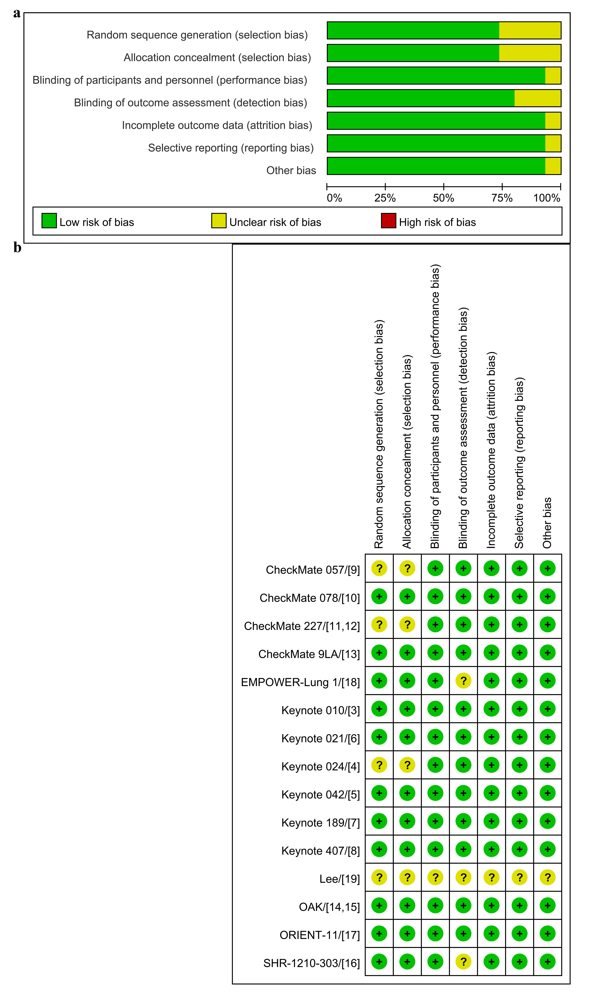 a
Random sequence generation (selection bias)
Allocation concealment (selection bias)
Blinding of participants and personnel (performance bias)
Blinding of outcome assessment (detection bias)
Incomplete outcome data (attrition bias)
Selective reporting (reporting bias)
Other bias
0% 25% 50% 75% 100%
Low risk of bias Unclear risk of bias High risk of bias
b
Random sequence generation (selection bias)
Allocation concealment (selection bias)
Blinding of participants and personnel (performance bias)
Blinding of outcome assessment (detection bias)
Incomplete outcome data (attrition bias)
Selective reporting (reporting bias)
Other bias
CheckMate 057/[9] ? ? + + + + +
CheckMate 078/[10] + + + + + + +
CheckMate 227/[11,12] ? ? + + + + +
CheckMate 9LA/[13] + + + + + + +
EMPOWER-Lung 1/[18] + + + ? + + +
Keynote 010/[3] + + + + + + +
Keynote 021/[6] + + + + + + +
Keynote 024/[4] ? ? + + + + +
Keynote 042/[5] + + + + + + +
Keynote 189/[7] + + + + + + +
Keynote 407/[8] + + + + + + +
Lee/[19] ? ? ? ? ? ? ?
OAK/[14,15] + + + + + + +
ORIENT-11/[17] + + + + + + +
SHR-1210-303/[16] + + + ? + + +